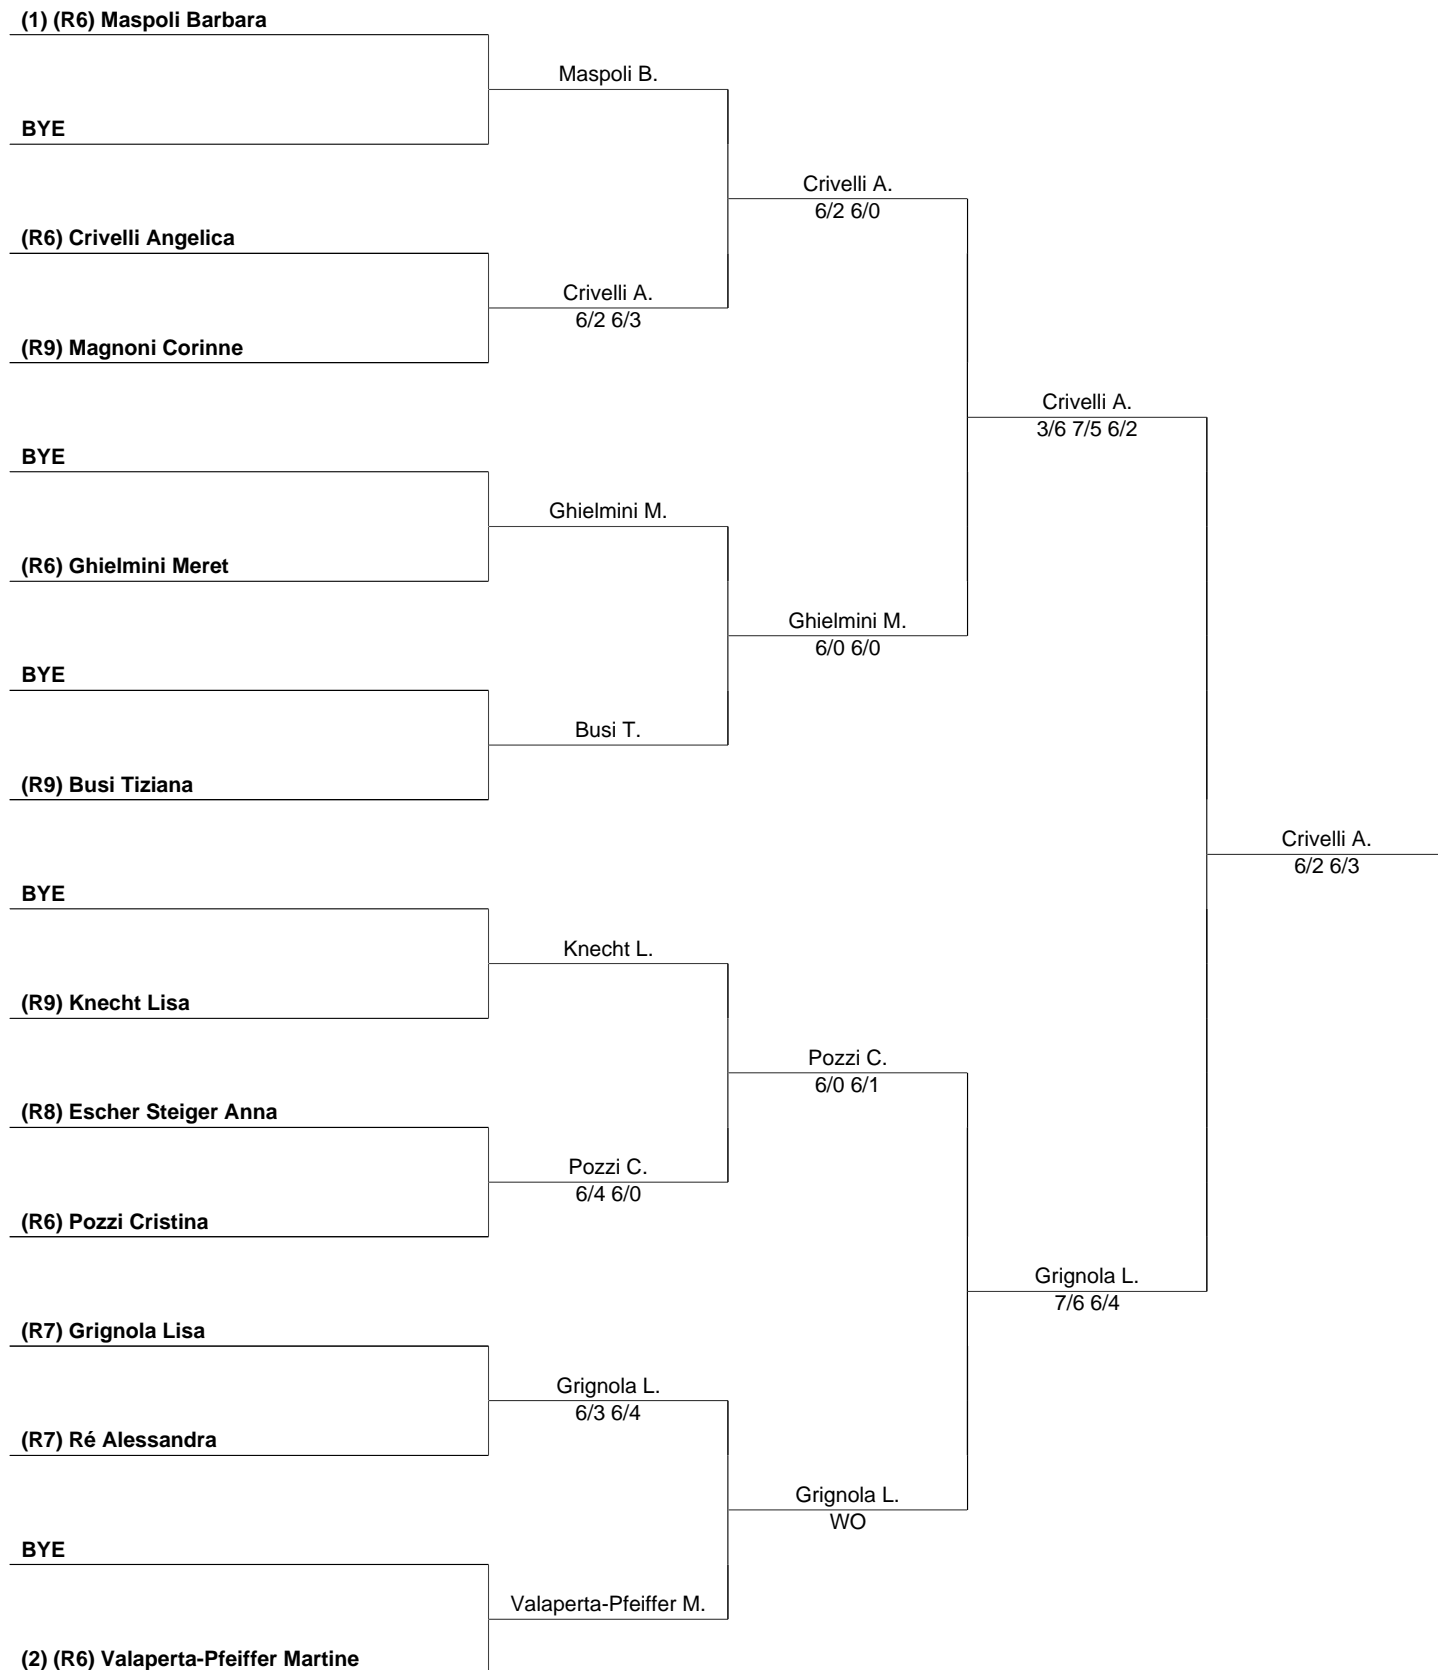 (1) (R6) Maspoli Barbara
Maspoli B.
BYE
Crivelli A.
6/2 6/0
(R6) Crivelli Angelica
Crivelli A.
6/2 6/3
(R9) Magnoni Corinne
Crivelli A.
3/6 7/5 6/2
BYE
Ghielmini M.
(R6) Ghielmini Meret
Ghielmini M.
6/0 6/0
BYE
Busi T.
(R9) Busi Tiziana
Crivelli A.
6/2 6/3
BYE
Knecht L.
(R9) Knecht Lisa
Pozzi C.
6/0 6/1
(R8) Escher Steiger Anna
Pozzi C.
6/4 6/0
(R6) Pozzi Cristina
Grignola L.
7/6 6/4
(R7) Grignola Lisa
Grignola L.
6/3 6/4
(R7) Ré Alessandra
Grignola L.
WO
BYE
Valaperta-Pfeiffer M.
(2) (R6) Valaperta-Pfeiffer Martine